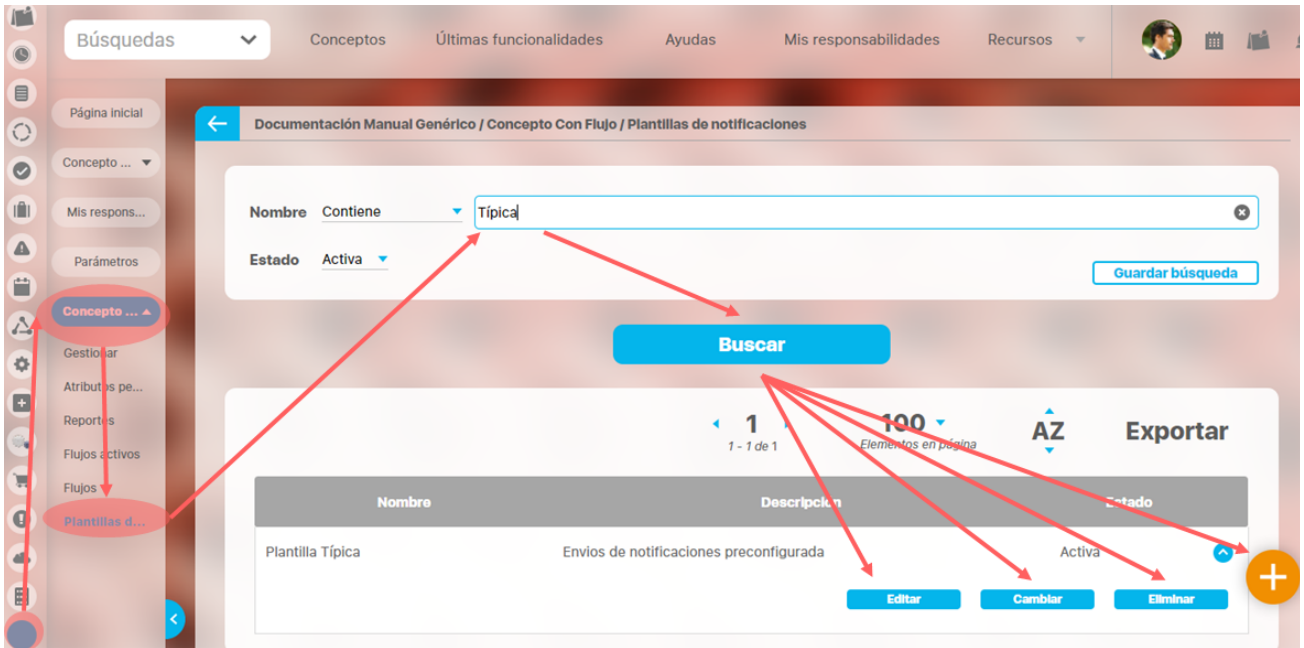 Búsquedas
Conceptos
Últimas funcionalidades
Ayudas
Mis responsabilidades
Recursos
Página inicial
Concepto ...
Mis respons...
Parámetros
Concepto ...
Gestionar
Atributos pe...
Reportes
Flujos activos
Flujos
Plantillas d...
Documentación Manual Genérico / Concepto Con Flujo / Plantillas de notificaciones
Nombre Contiene Típica
Estado Activa
Guardar búsqueda
Buscar
1
1 - 1 de 1
100
Elementos en página
AZ
Exportar
Nombre Descripción Estado
Plantilla Típica Envios de notificaciones preconfigurada Activa
Editar Cambiar Eliminar